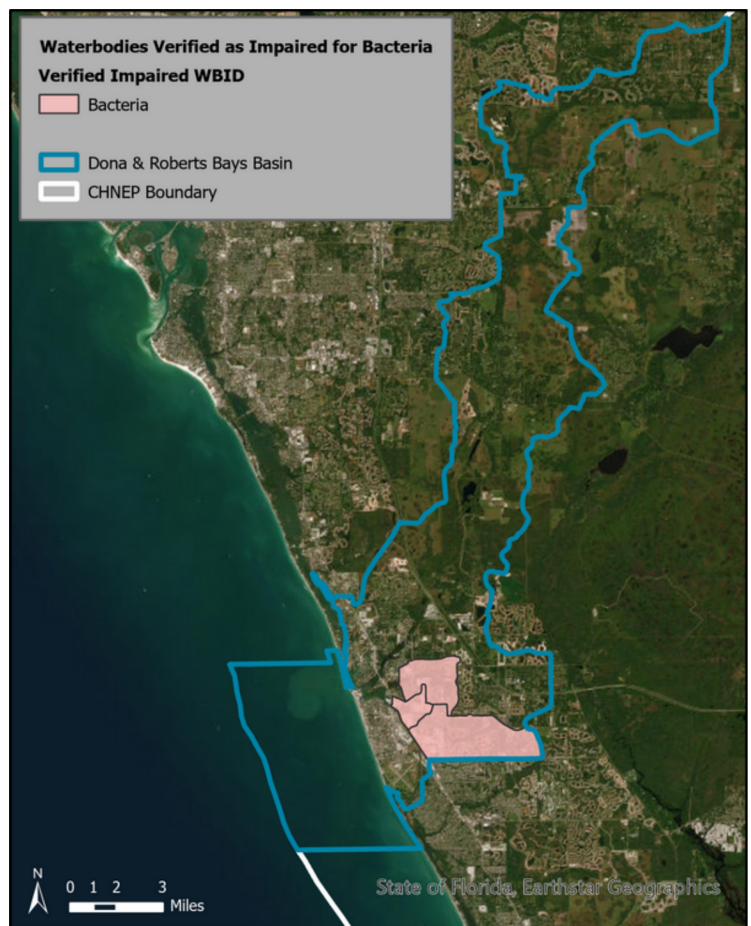 Waterbodies Verified as Impaired for Bacteria
Verified Impaired WBID
Bacteria
Dona & Roberts Bays Basin
CHNEP Boundary
N
0 1 2 3
Miles
State of Florida, Earthstar Geographics